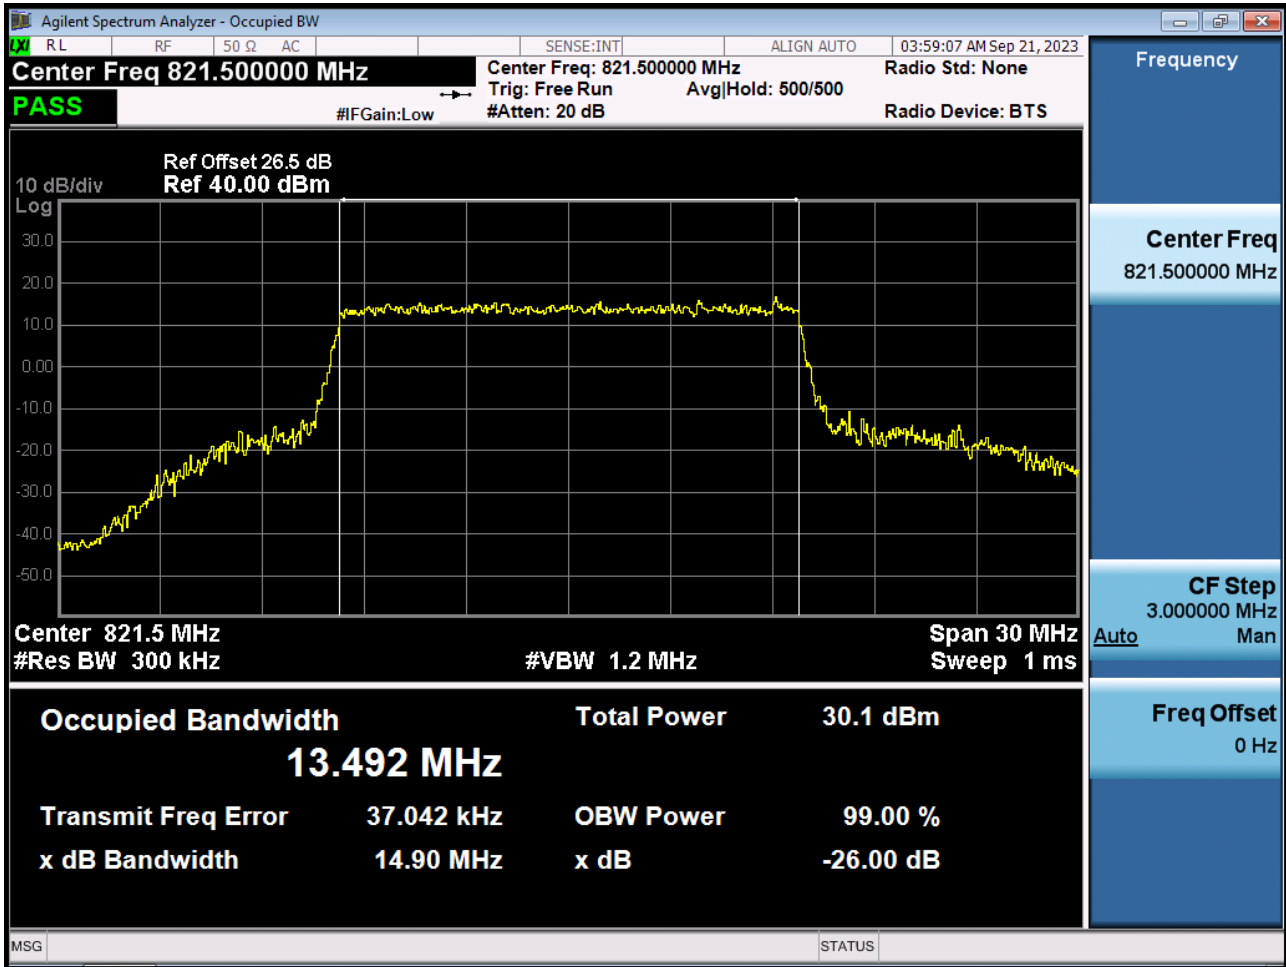 Agilent Spectrum Analyzer - Occupied BW
LXI RL RF 50 Ω AC SENSE:INT ALIGN AUTO 03:59:07 AM Sep 21, 2023
Center Freq 821.500000 MHz
PASS
#IFGain:Low
Center Freq: 821.500000 MHz
Trig: Free Run Avg|Hold: 500/500
#Atten: 20 dB
Radio Std: None
Radio Device: BTS
Ref Offset 26.5 dB
10 dB/div Ref 40.00 dBm
Log
30.0
20.0
10.0
0.00
-10.0
-20.0
-30.0
-40.0
-50.0
Center 821.5 MHz Span 30 MHz
#Res BW 300 kHz #VBW 1.2 MHz Sweep 1 ms
Occupied Bandwidth Total Power 30.1 dBm
13.492 MHz
Transmit Freq Error 37.042 kHz OBW Power 99.00 %
x dB Bandwidth 14.90 MHz x dB -26.00 dB
MSG STATUS
Frequency
Center Freq
821.500000 MHz
CF Step
3.000000 MHz
Auto Man
Freq Offset
0 Hz